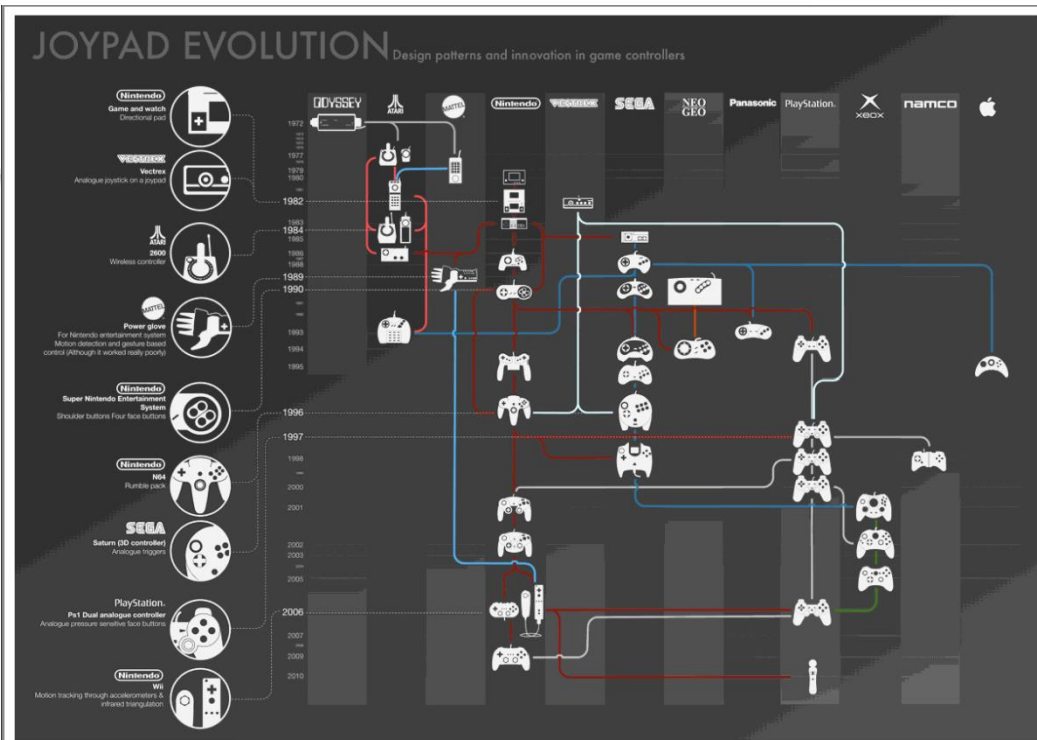 JOYPAD EVOLUTION Design patterns and innovation in game controllers
Nintendo
Game and watch
Directional pad
VECTREX
Vectrex
Analogue joystick on a joypad
ATARI
2600
Wireless controller
MATTEL
Power glove
For Nintendo entertainment system
Motion detection and gesture based
control (Although it worked really poorly)
Nintendo
Super Nintendo Entertainment
System
Shoulder buttons Four face buttons
Nintendo
N64
Rumble pack
SEGA
Saturn (3D controller)
Analogue triggers
PlayStation.
Ps1 Dual analogue controller
Analogue pressure sensitive face buttons
Nintendo
Wii
Motion tracking through accelerometers &
infrared triangulation
ODYSSEY
ATARI
MATTEL
Nintendo
VECTREX
SEGA
NEO
GEO
Panasonic
PlayStation.
XBOX
namco
1972
1977
1979
1980
1982
1983
1984
1985
1986
1988
1989
1990
1993
1994
1995
1996
1997
1998
2000
2001
2002
2003
2005
2006
2007
2009
2010